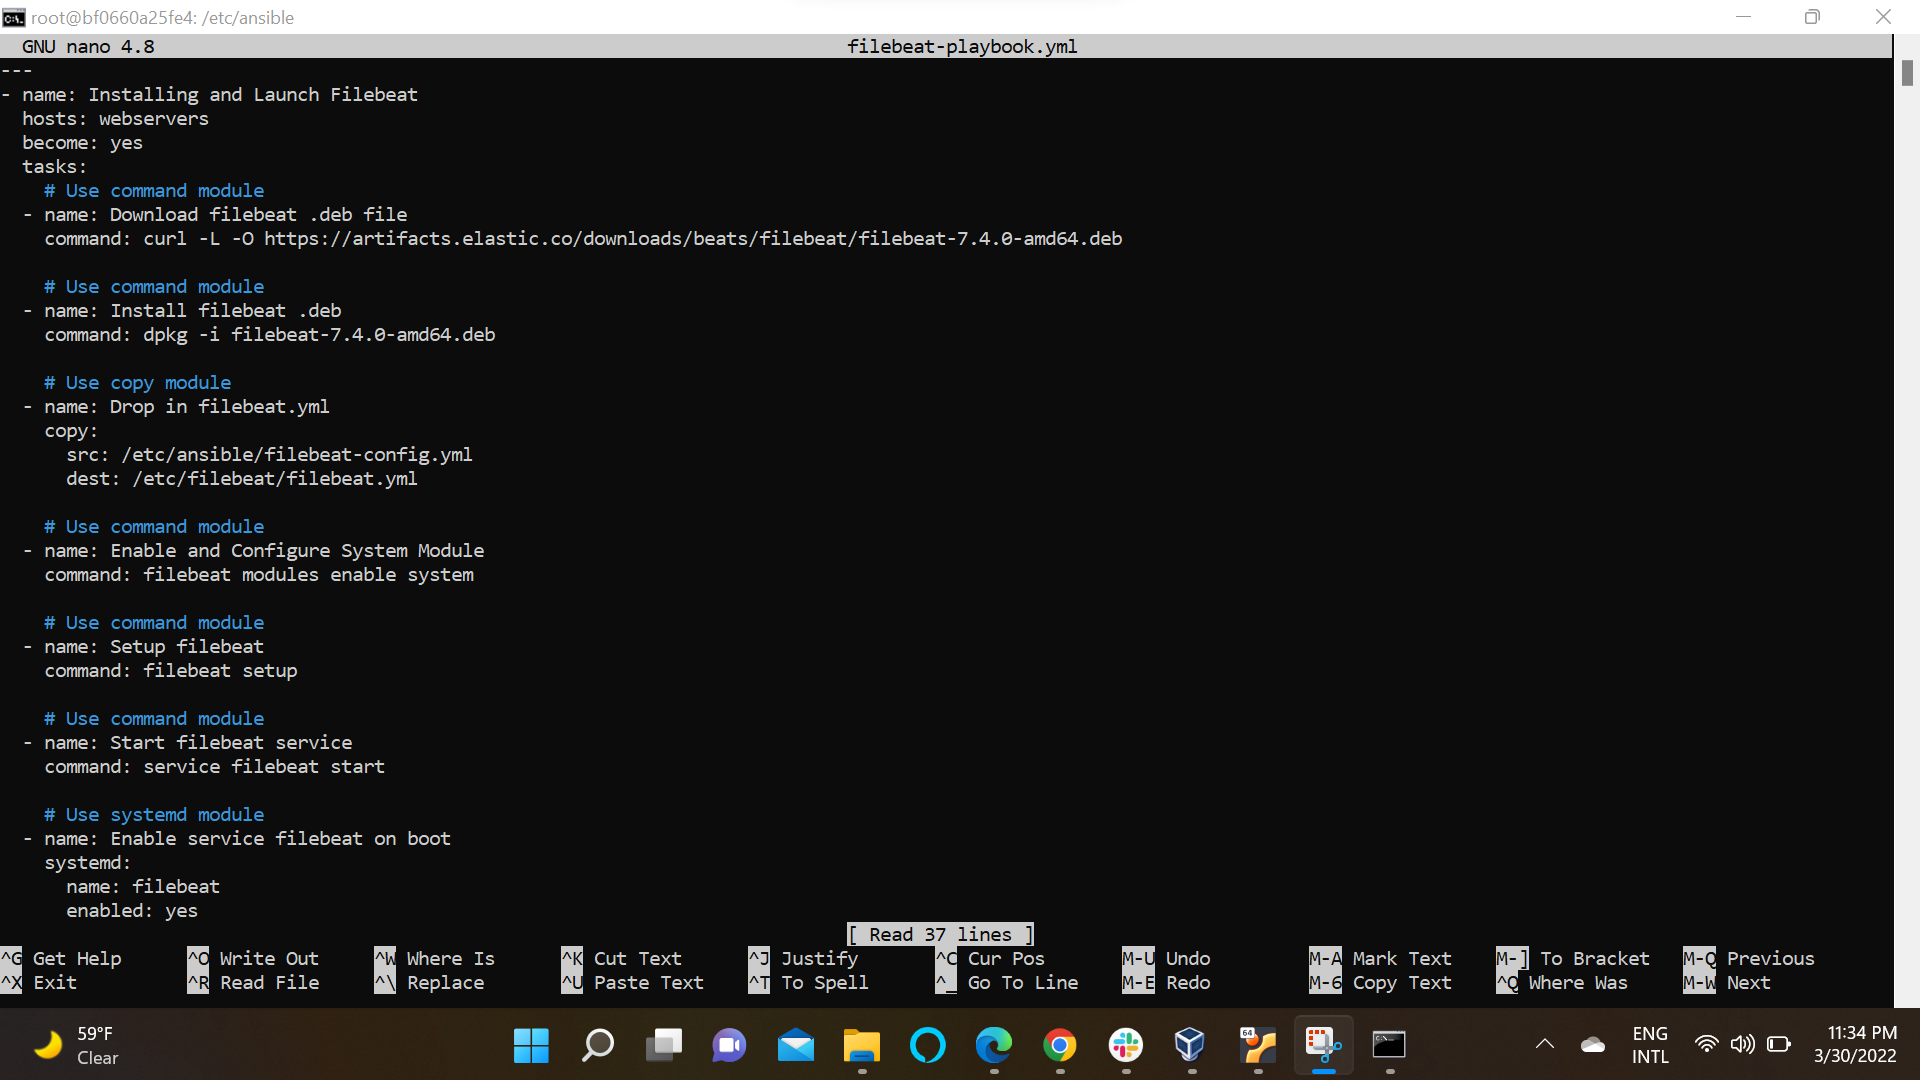 root@bf0660a25fe4: /etc/ansible
GNU nano 4.8 filebeat-playbook.yml
---
- name: Installing and Launch Filebeat
  hosts: webservers
  become: yes
  tasks:
    # Use command module
  - name: Download filebeat .deb file
    command: curl -L -O https://artifacts.elastic.co/downloads/beats/filebeat/filebeat-7.4.0-amd64.deb

    # Use command module
  - name: Install filebeat .deb
    command: dpkg -i filebeat-7.4.0-amd64.deb

    # Use copy module
  - name: Drop in filebeat.yml
    copy:
      src: /etc/ansible/filebeat-config.yml
      dest: /etc/filebeat/filebeat.yml

    # Use command module
  - name: Enable and Configure System Module
    command: filebeat modules enable system

    # Use command module
  - name: Setup filebeat
    command: filebeat setup

    # Use command module
  - name: Start filebeat service
    command: service filebeat start

    # Use systemd module
  - name: Enable service filebeat on boot
    systemd:
      name: filebeat
      enabled: yes
[ Read 37 lines ]
^G Get Help ^O Write Out ^W Where Is ^K Cut Text ^J Justify ^C Cur Pos M-U Undo M-A Mark Text M-] To Bracket M-Q Previous
^X Exit ^R Read File ^\ Replace ^U Paste Text ^T To Spell ^_ Go To Line M-E Redo M-6 Copy Text ^Q Where Was M-W Next
59°F
Clear
64
ENG
INTL
11:34 PM
3/30/2022